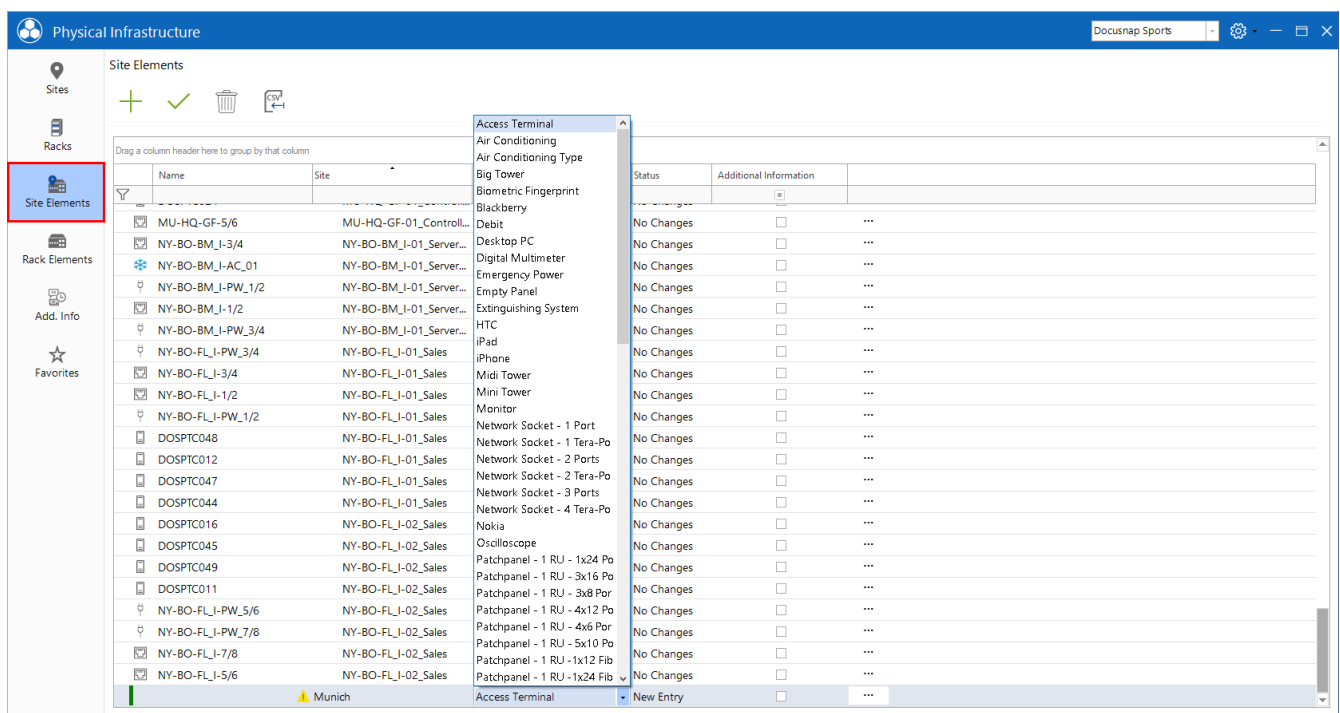 Physical Infrastructure
Docusnap Sports
Sites
Racks
Site Elements
Rack Elements
Add. Info
Favorites
Site Elements
CSV
Drag a column header here to group by that column
Name Site Status Additional Information
MU-HQ-GF-5/6 MU-HQ-GF-01_Controll... No Changes ...
NY-BO-BM_I-3/4 NY-BO-BM_I-01_Server... No Changes ...
NY-BO-BM_I-AC_01 NY-BO-BM_I-01_Server... No Changes ...
NY-BO-BM_I-PW_1/2 NY-BO-BM_I-01_Server... No Changes ...
NY-BO-BM_I-1/2 NY-BO-BM_I-01_Server... No Changes ...
NY-BO-BM_I-PW_3/4 NY-BO-BM_I-01_Server... No Changes ...
NY-BO-FL_I-PW_3/4 NY-BO-FL_I-01_Sales No Changes ...
NY-BO-FL_I-3/4 NY-BO-FL_I-01_Sales No Changes ...
NY-BO-FL_I-1/2 NY-BO-FL_I-01_Sales No Changes ...
NY-BO-FL_I-PW_1/2 NY-BO-FL_I-01_Sales No Changes ...
DOSPTC048 NY-BO-FL_I-01_Sales No Changes ...
DOSPTC012 NY-BO-FL_I-01_Sales No Changes ...
DOSPTC047 NY-BO-FL_I-01_Sales No Changes ...
DOSPTC044 NY-BO-FL_I-01_Sales No Changes ...
DOSPTC016 NY-BO-FL_I-02_Sales No Changes ...
DOSPTC045 NY-BO-FL_I-02_Sales No Changes ...
DOSPTC049 NY-BO-FL_I-02_Sales No Changes ...
DOSPTC011 NY-BO-FL_I-02_Sales No Changes ...
NY-BO-FL_I-PW_5/6 NY-BO-FL_I-02_Sales No Changes ...
NY-BO-FL_I-PW_7/8 NY-BO-FL_I-02_Sales No Changes ...
NY-BO-FL_I-7/8 NY-BO-FL_I-02_Sales No Changes ...
NY-BO-FL_I-5/6 NY-BO-FL_I-02_Sales No Changes ...
Munich Access Terminal New Entry ...
Access Terminal
Air Conditioning
Air Conditioning Type
Big Tower
Biometric Fingerprint
Blackberry
Debit
Desktop PC
Digital Multimeter
Emergency Power
Empty Panel
Extinguishing System
HTC
iPad
iPhone
Midi Tower
Mini Tower
Monitor
Network Socket - 1 Port
Network Socket - 1 Tera-Po
Network Socket - 2 Ports
Network Socket - 2 Tera-Po
Network Socket - 3 Ports
Network Socket - 4 Tera-Po
Nokia
Oscilloscope
Patchpanel - 1 RU - 1x24 Po
Patchpanel - 1 RU - 3x16 Po
Patchpanel - 1 RU - 3x8 Por
Patchpanel - 1 RU - 4x12 Po
Patchpanel - 1 RU - 4x6 Por
Patchpanel - 1 RU - 5x10 Po
Patchpanel - 1 RU -1x12 Fib
Patchpanel - 1 RU -1x24 Fib